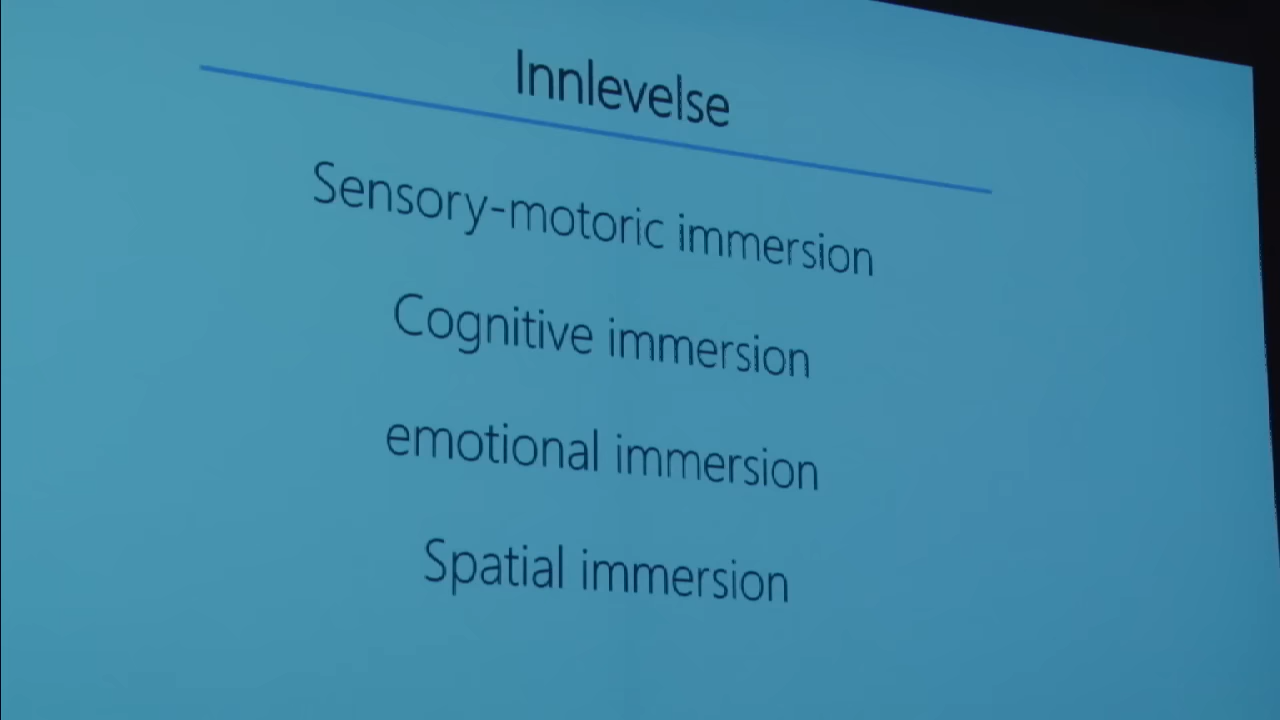 Innlevelse
Sensory-motoric immersion
Cognitive immersion
emotional immersion
Spatial immersion